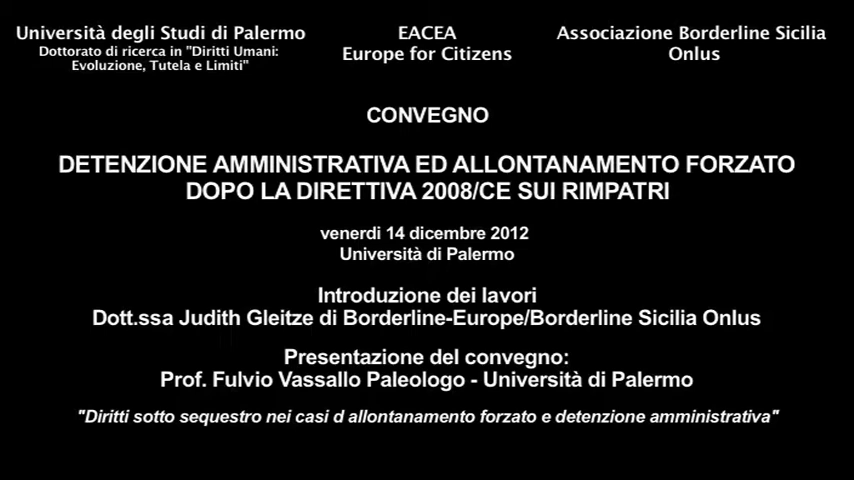 Università degli Studi di Palermo
Dottorato di ricerca in "Diritti Umani:
Evoluzione, Tutela e Limiti"
EACEA
Europe for Citizens
Associazione Borderline Sicilia
Onlus
CONVEGNO
DETENZIONE AMMINISTRATIVA ED ALLONTANAMENTO FORZATO
DOPO LA DIRETTIVA 2008/CE SUI RIMPATRI
venerdi 14 dicembre 2012
Università di Palermo
Introduzione dei lavori
Dott.ssa Judith Gleitze di Borderline-Europe/Borderline Sicilia Onlus
Presentazione del convegno:
Prof. Fulvio Vassallo Paleologo - Università di Palermo
"Diritti sotto sequestro nei casi d allontanamento forzato e detenzione amministrativa"